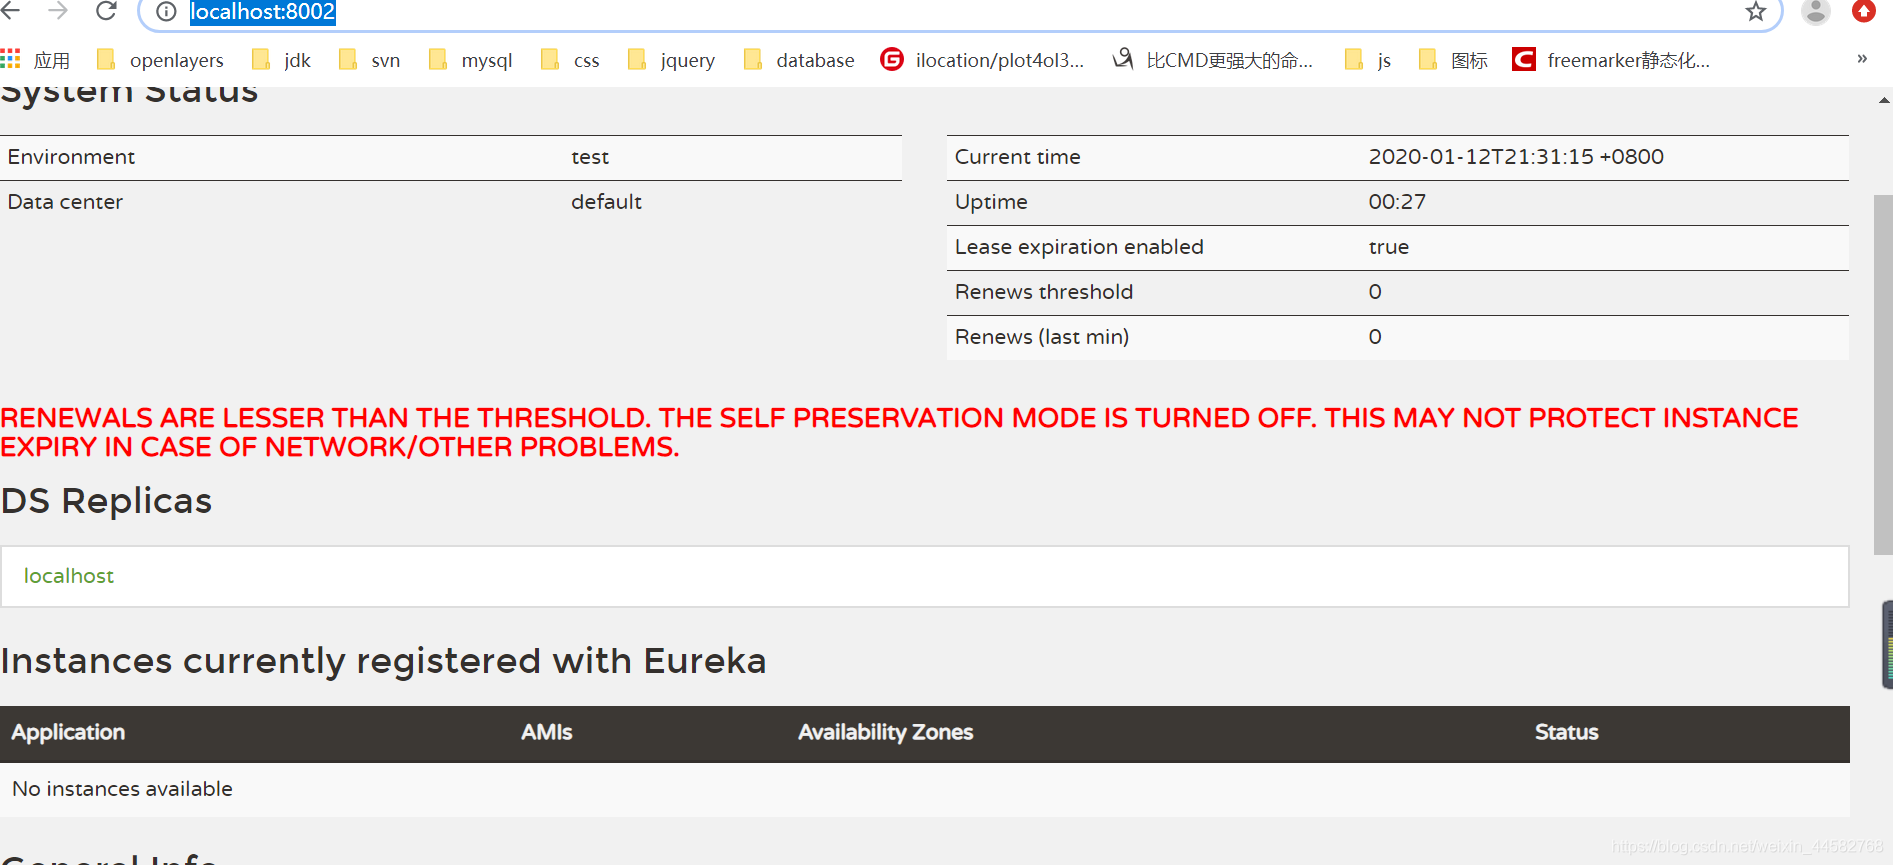 localhost:8002
应用 openlayers jdk svn mysql css jquery database ilocation/plot4ol3... 比CMD更强大的命... js 图标 freemarker静态化... »
System Status
Environment test
Data center default
Current time 2020-01-12T21:31:15 +0800
Uptime 00:27
Lease expiration enabled true
Renews threshold 0
Renews (last min) 0
RENEWALS ARE LESSER THAN THE THRESHOLD. THE SELF PRESERVATION MODE IS TURNED OFF. THIS MAY NOT PROTECT INSTANCE
EXPIRY IN CASE OF NETWORK/OTHER PROBLEMS.
DS Replicas
localhost
Instances currently registered with Eureka
Application AMIs Availability Zones Status
No instances available
General Info
https://blog.csdn.net/weixin_44582768